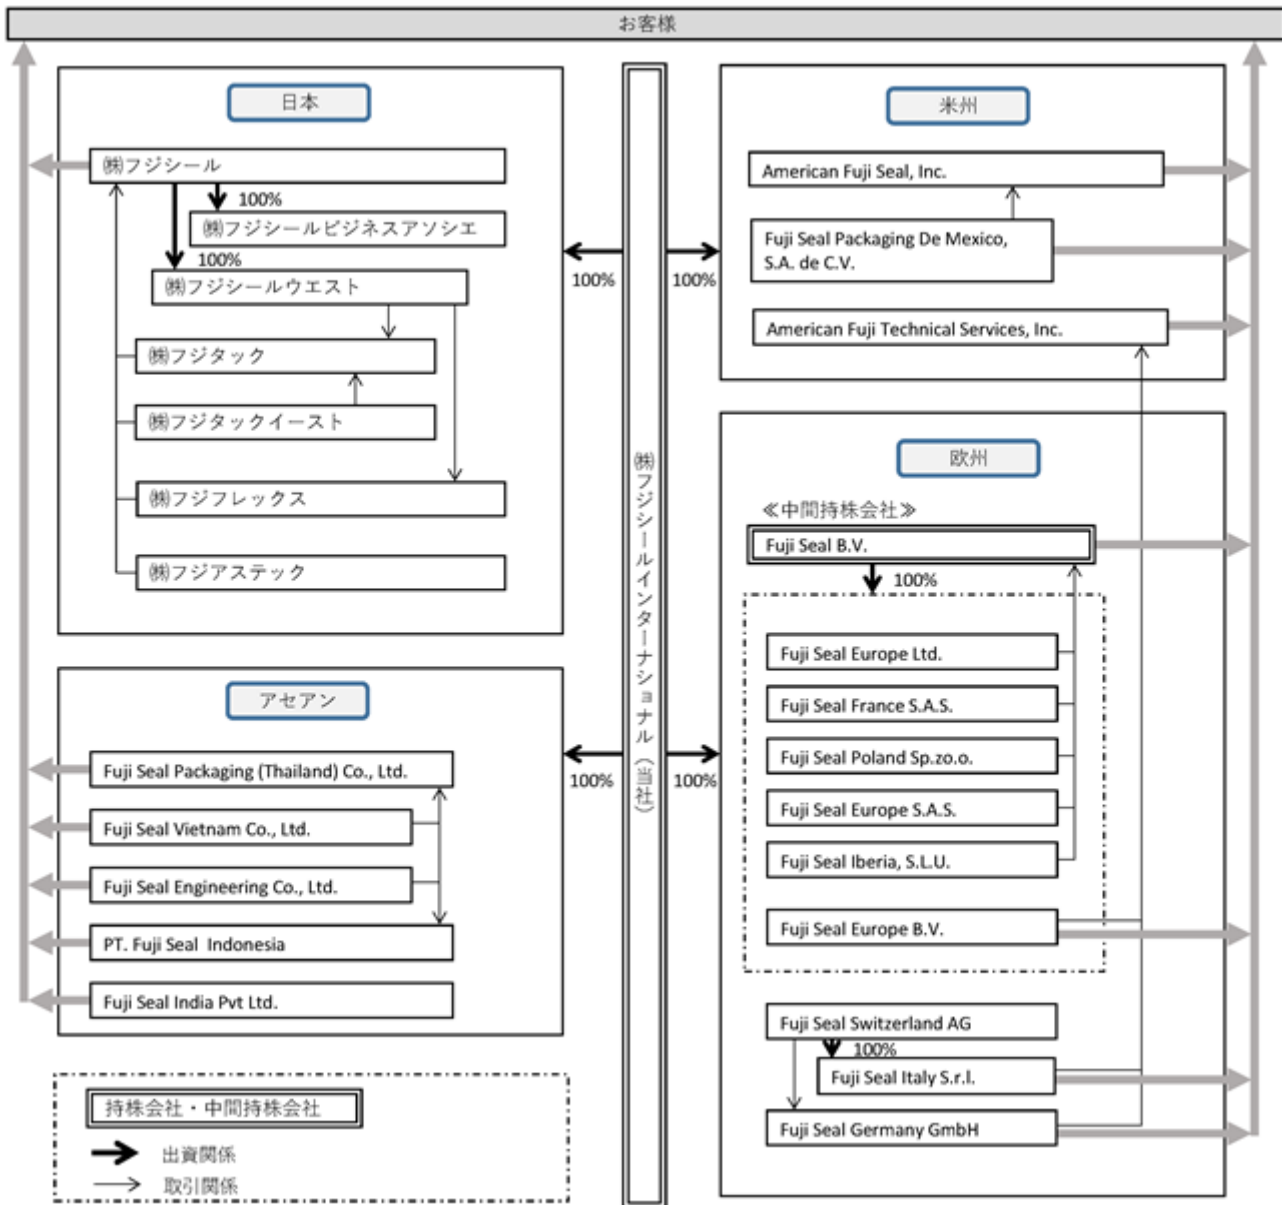 お客様
日本
㈱フジシール
100%
㈱フジシールビジネスアソシエ
100%
㈱フジシールウエスト
㈱フジタック
㈱フジタックイースト
㈱フジフレックス
㈱フジアステック
アセアン
Fuji Seal Packaging (Thailand) Co., Ltd.
Fuji Seal Vietnam Co., Ltd.
Fuji Seal Engineering Co., Ltd.
PT. Fuji Seal Indonesia
Fuji Seal India Pvt Ltd.
持株会社・中間持株会社
出資関係
取引関係
100%
100%
㈱フジシールインターナショナル（当社）
100%
100%
米州
American Fuji Seal, Inc.
Fuji Seal Packaging De Mexico,
S.A. de C.V.
American Fuji Technical Services, Inc.
欧州
≪中間持株会社≫
Fuji Seal B.V.
100%
Fuji Seal Europe Ltd.
Fuji Seal France S.A.S.
Fuji Seal Poland Sp.zo.o.
Fuji Seal Europe S.A.S.
Fuji Seal Iberia, S.L.U.
Fuji Seal Europe B.V.
Fuji Seal Switzerland AG
100%
Fuji Seal Italy S.r.l.
Fuji Seal Germany GmbH